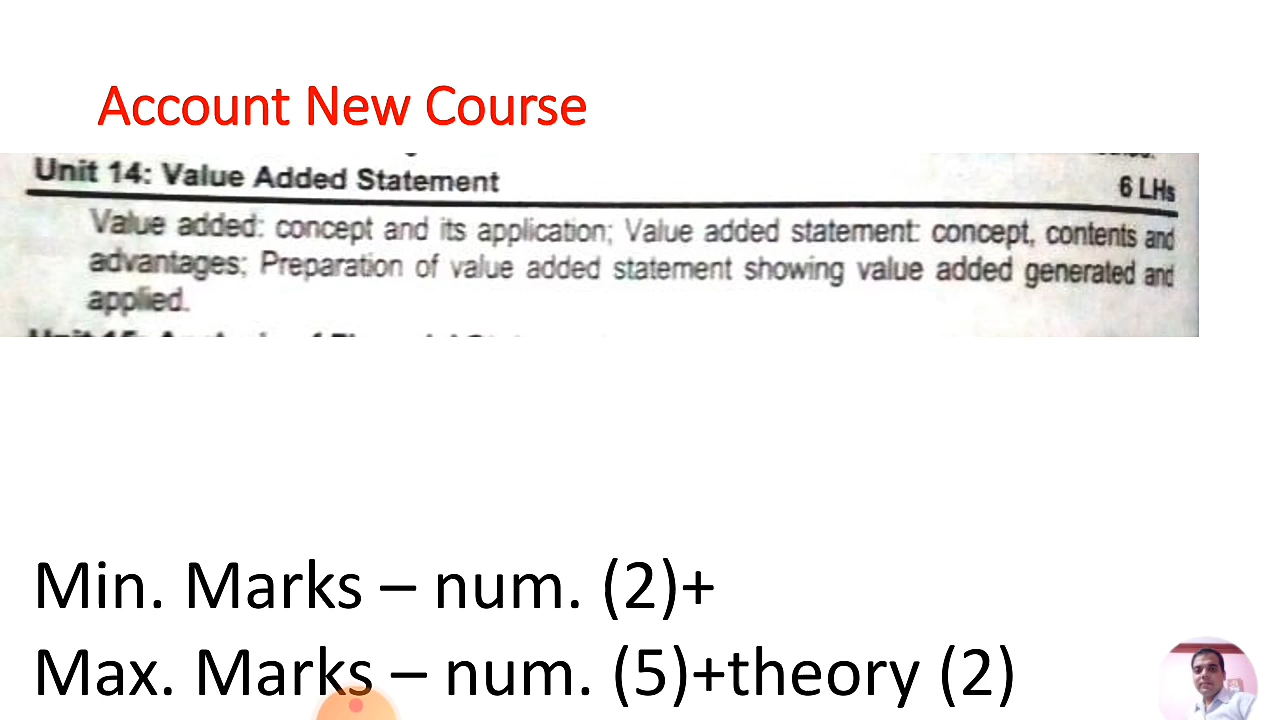 Account New Course
Unit 14: Value Added Statement
6 LHs
Value added: concept and its application; Value added statement: concept, contents and
advantages; Preparation of value added statement showing value added generated and
applied.
Min. Marks – num. (2)+
Max. Marks – num. (5)+theory (2)